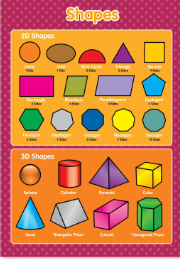 Shapes
2D Shapes
Circle Oval Semi-Circle Triangle Square
Rectangle Rhombus Parallelogram Pentagon
Hexagon Heptagon Octagon Nonagon Decagon
3D Shapes
Sphere Cylinder Pyramid Cube
Cone Triangular Prism Cuboid Hexagonal Prism